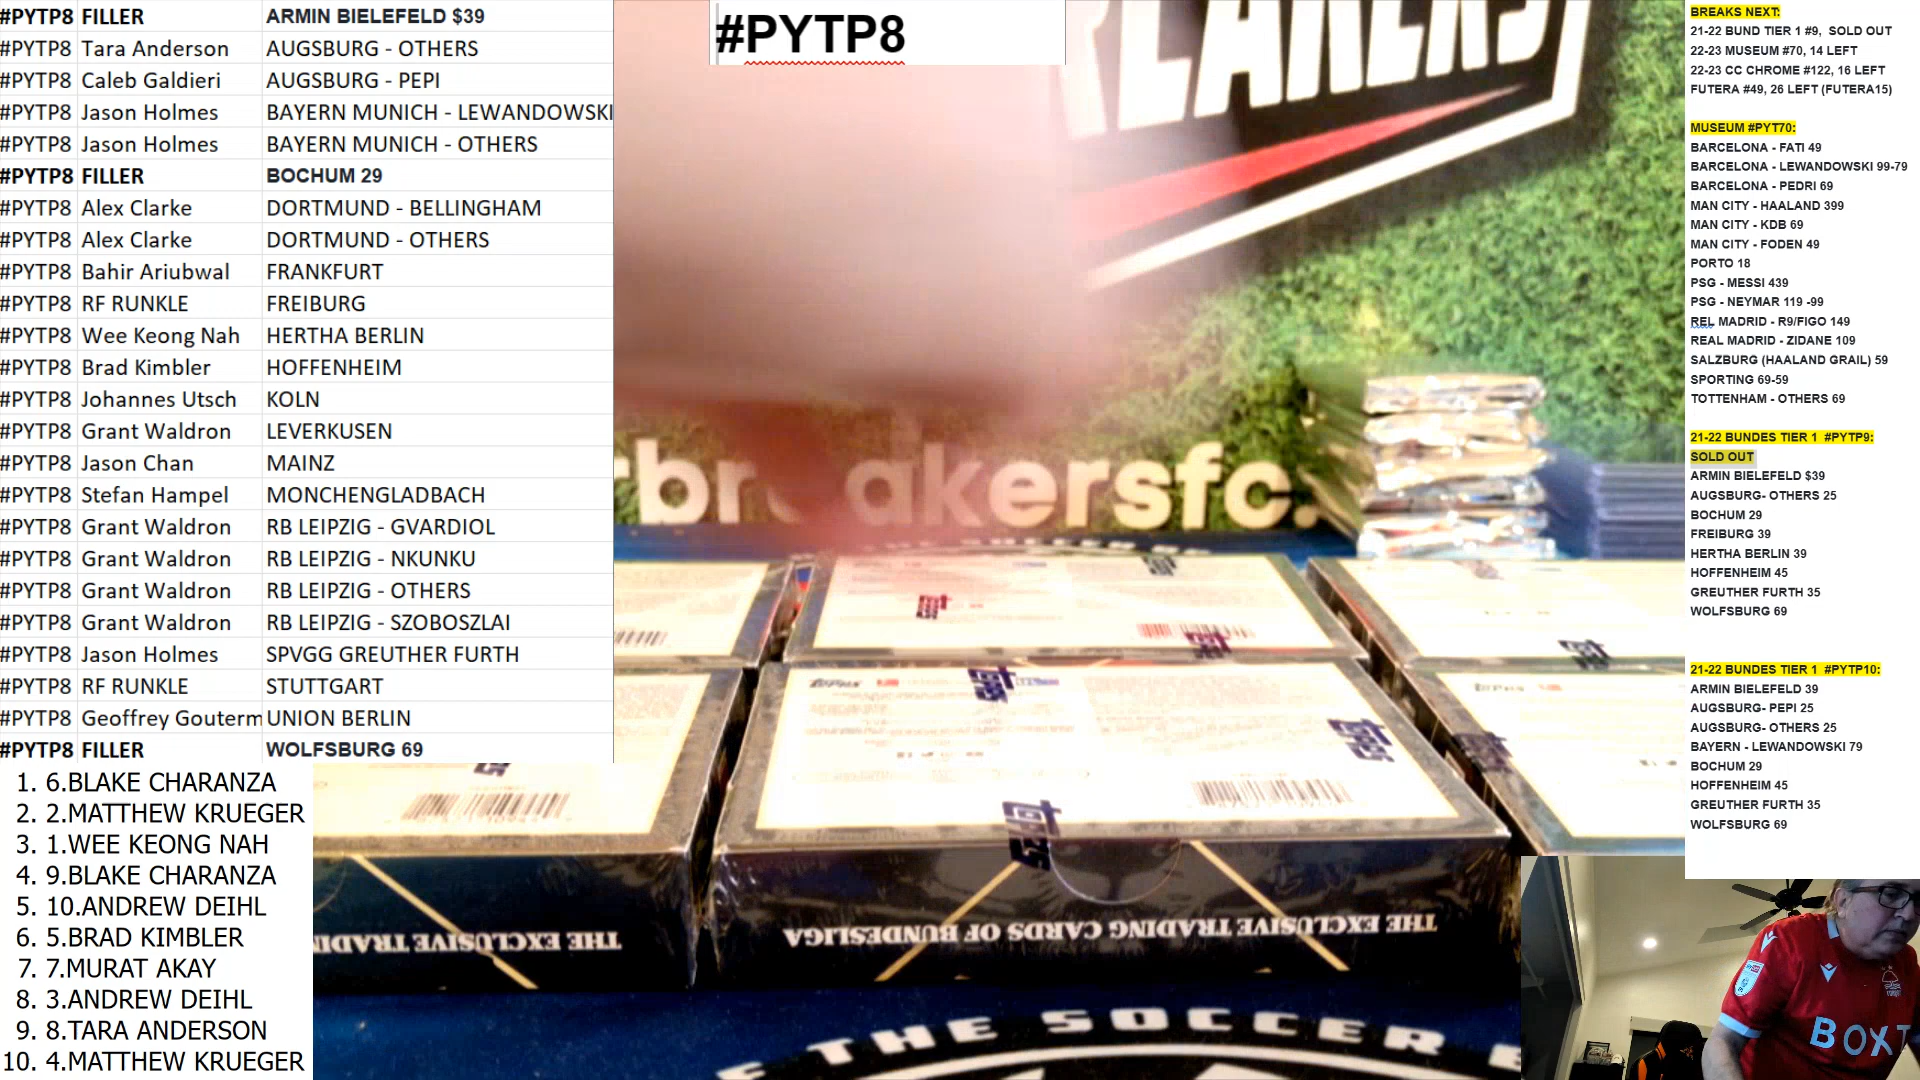 #PYTP8 FILLER ARMIN BIELEFELD $39
#PYTP8 Tara Anderson AUGSBURG - OTHERS
#PYTP8 Caleb Galdieri AUGSBURG - PEPI
#PYTP8 Jason Holmes BAYERN MUNICH - LEWANDOWSKI
#PYTP8 Jason Holmes BAYERN MUNICH - OTHERS
#PYTP8 FILLER BOCHUM 29
#PYTP8 Alex Clarke DORTMUND - BELLINGHAM
#PYTP8 Alex Clarke DORTMUND - OTHERS
#PYTP8 Bahir Ariubwal FRANKFURT
#PYTP8 RF RUNKLE FREIBURG
#PYTP8 Wee Keong Nah HERTHA BERLIN
#PYTP8 Brad Kimbler HOFFENHEIM
#PYTP8 Johannes Utsch KOLN
#PYTP8 Grant Waldron LEVERKUSEN
#PYTP8 Jason Chan MAINZ
#PYTP8 Stefan Hampel MONCHENGLADBACH
#PYTP8 Grant Waldron RB LEIPZIG - GVARDIOL
#PYTP8 Grant Waldron RB LEIPZIG - NKUNKU
#PYTP8 Grant Waldron RB LEIPZIG - OTHERS
#PYTP8 Grant Waldron RB LEIPZIG - SZOBOSZLAI
#PYTP8 Jason Holmes SPVGG GREUTHER FURTH
#PYTP8 RF RUNKLE STUTTGART
#PYTP8 Geoffrey Gouterm UNION BERLIN
#PYTP8 FILLER WOLFSBURG 69
1. 6.BLAKE CHARANZA
2. 2.MATTHEW KRUEGER
3. 1.WEE KEONG NAH
4. 9.BLAKE CHARANZA
5. 10.ANDREW DEIHL
6. 5.BRAD KIMBLER
7. 7.MURAT AKAY
8. 3.ANDREW DEIHL
9. 8.TARA ANDERSON
10. 4.MATTHEW KRUEGER
#PYTP8
akersfc.
THE EXCLUSIVE TRADIN
THE EXCLUSIVE TRADING CARDS OF BUNDESLIGA
THE SOCCER
BREAKS NEXT:
21-22 BUND TIER 1 #9, SOLD OUT
22-23 MUSEUM #70, 14 LEFT
22-23 CC CHROME #122, 16 LEFT
FUTERA #49, 26 LEFT (FUTERA15)
MUSEUM #PYT70:
BARCELONA - FATI 49
BARCELONA - LEWANDOWSKI 99-79
BARCELONA - PEDRI 69
MAN CITY - HAALAND 399
MAN CITY - KDB 69
MAN CITY - FODEN 49
PORTO 18
PSG - MESSI 439
PSG - NEYMAR 119 -99
REL MADRID - R9/FIGO 149
REAL MADRID - ZIDANE 109
SALZBURG (HAALAND GRAIL) 59
SPORTING 69-59
TOTTENHAM - OTHERS 69
21-22 BUNDES TIER 1 #PYTP9:
SOLD OUT
ARMIN BIELEFELD $39
AUGSBURG- OTHERS 25
BOCHUM 29
FREIBURG 39
HERTHA BERLIN 39
HOFFENHEIM 45
GREUTHER FURTH 35
WOLFSBURG 69
21-22 BUNDES TIER 1 #PYTP10:
ARMIN BIELEFELD 39
AUGSBURG- PEPI 25
AUGSBURG- OTHERS 25
BAYERN - LEWANDOWSKI 79
BOCHUM 29
HOFFENHEIM 45
GREUTHER FURTH 35
WOLFSBURG 69
BOXT